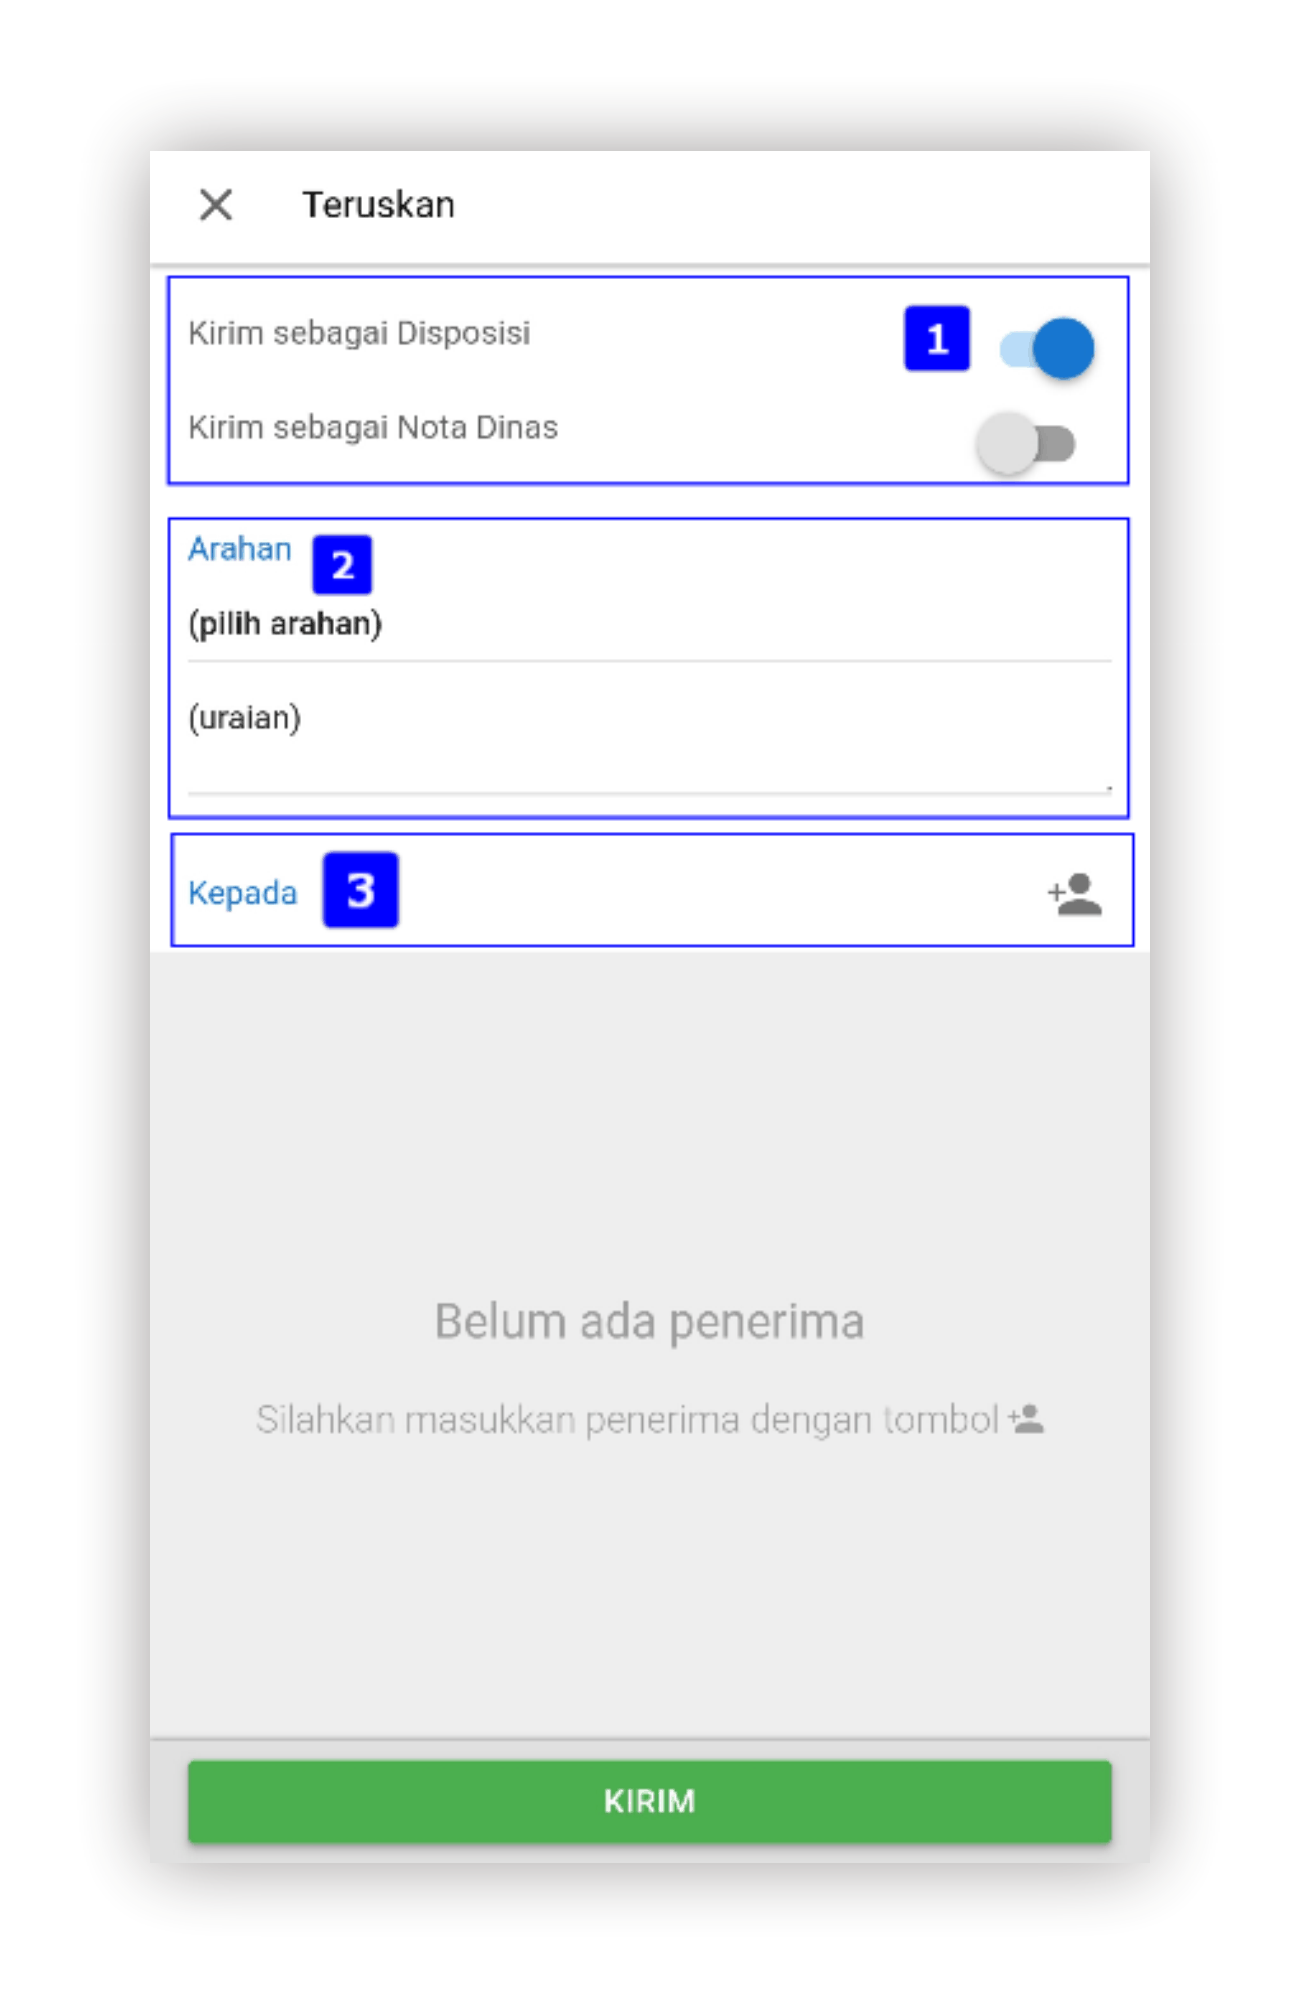 Teruskan
Kirim sebagai Disposisi
1
Kirim sebagai Nota Dinas
Arahan 2
(pilih arahan)
(uraian)
Kepada 3
Belum ada penerima
Silahkan masukkan penerima dengan tombol
KIRIM